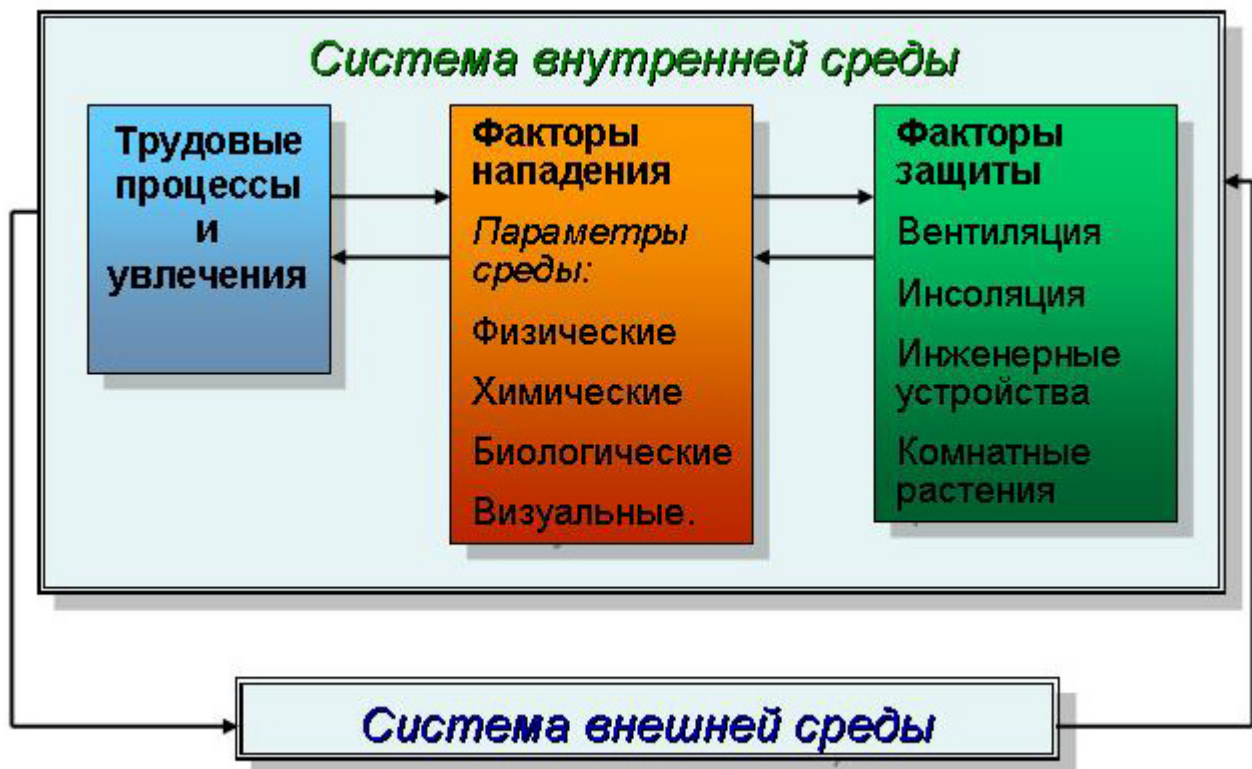 Система внутренней среды
Трудовые
процессы
и
увлечения
Факторы
нападения
Параметры
среды:
Физические
Химические
Биологические
Визуальные.
Факторы
защиты
Вентиляция
Инсоляция
Инженерные
устройства
Комнатные
растения
Система внешней среды